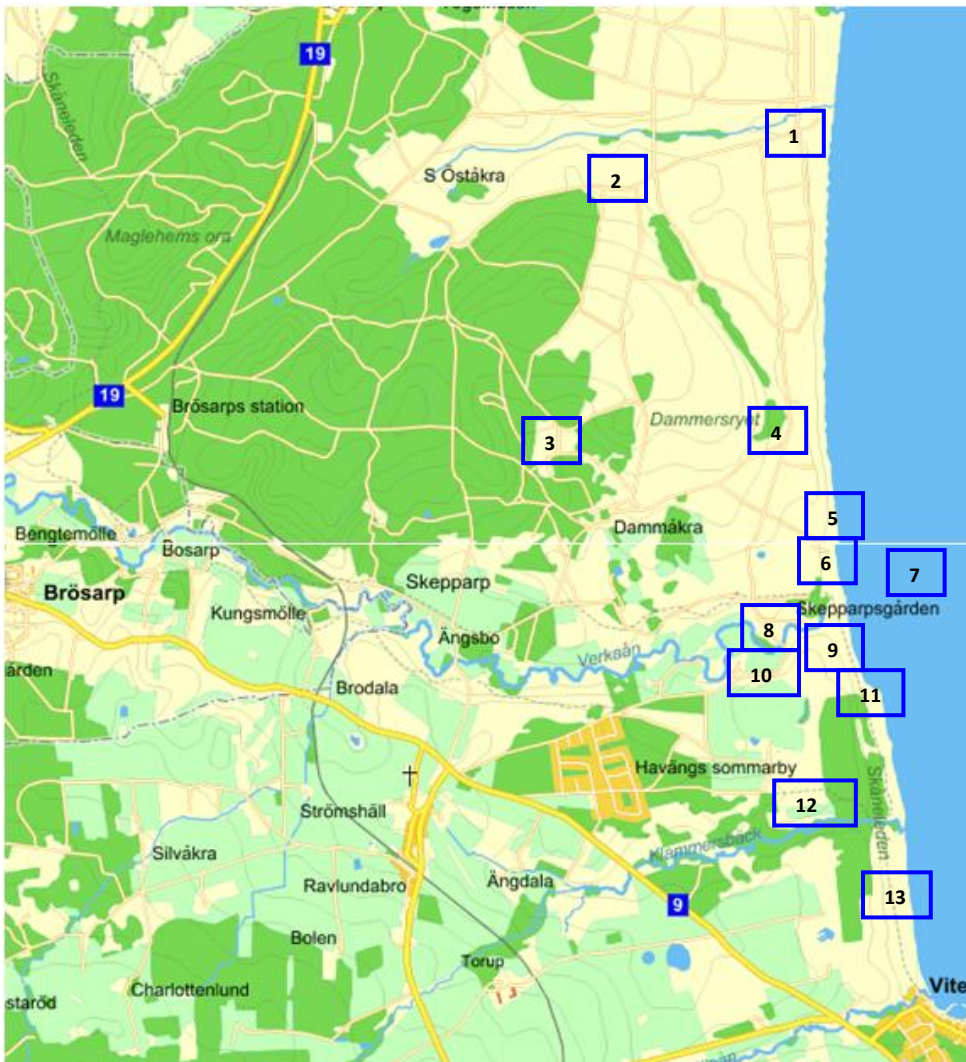 19
Skåneleden
1
S Öståkra
2
Maglehems ora
19
Brösarps station
Dammersryet
3
4
5
Dammåkra
Bengtemölle
Bosarp
6
7
Brösarp
Skepparp
Skepparpsgården
Kungsmölle
8
Ängsbo
9
Verkaån
ården
10
Brodala
11
Havängs sommarby
Skåneleden
12
Strömshäll
Klammersbäck
Silvåkra
Ängdala
Ravlundabro
13
9
Bolen
Torup
Charlottenlund
staröd
Vite